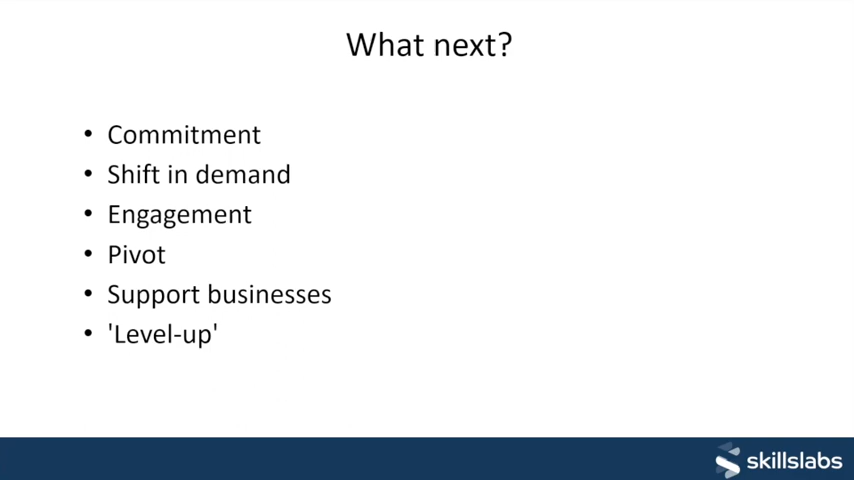 What next?
• Commitment
• Shift in demand
• Engagement
• Pivot
• Support businesses
• 'Level-up'
skillslabs